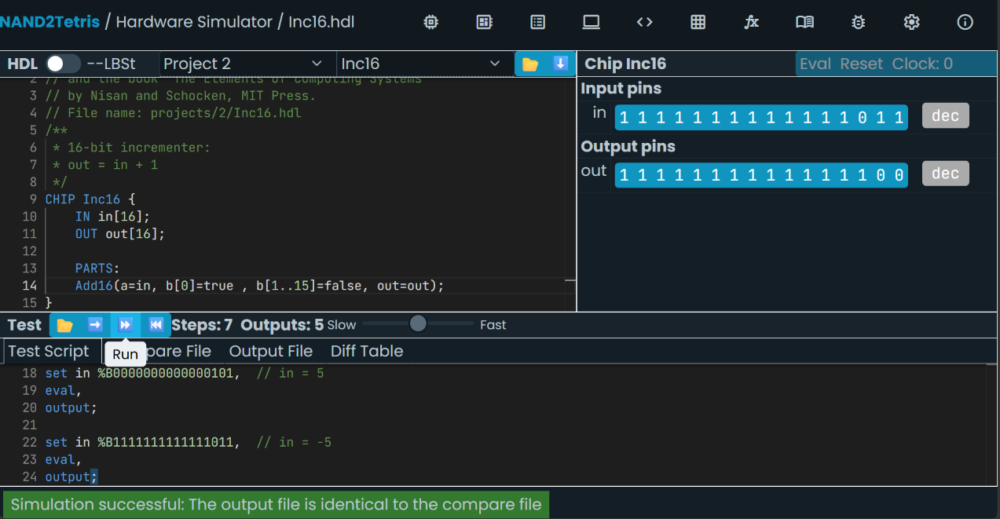 NAND2Tetris / Hardware Simulator / Inc16.hdl
HDL --LBSt Project 2 Inc16
2 // and the book "The Elements of Computing Systems"
3 // by Nisan and Schocken, MIT Press.
4 // File name: projects/2/Inc16.hdl
5 /**
6 * 16-bit incrementer:
7 * out = in + 1
8 */
9 CHIP Inc16 {
10 IN in[16];
11 OUT out[16];
12
13 PARTS:
14 Add16(a=in, b[0]=true , b[1..15]=false, out=out);
15 }
Chip Inc16 Eval Reset Clock: 0
Input pins
in 1 1 1 1 1 1 1 1 1 1 1 1 1 0 1 1 dec
Output pins
out 1 1 1 1 1 1 1 1 1 1 1 1 1 1 0 0 dec
Test Steps: 7 Outputs: 5 Slow Fast
Test Script pare File Output File Diff Table
Run
18 set in %B0000000000000101, // in = 5
19 eval,
20 output;
21
22 set in %B1111111111111011, // in = -5
23 eval,
24 output;
Simulation successful: The output file is identical to the compare file